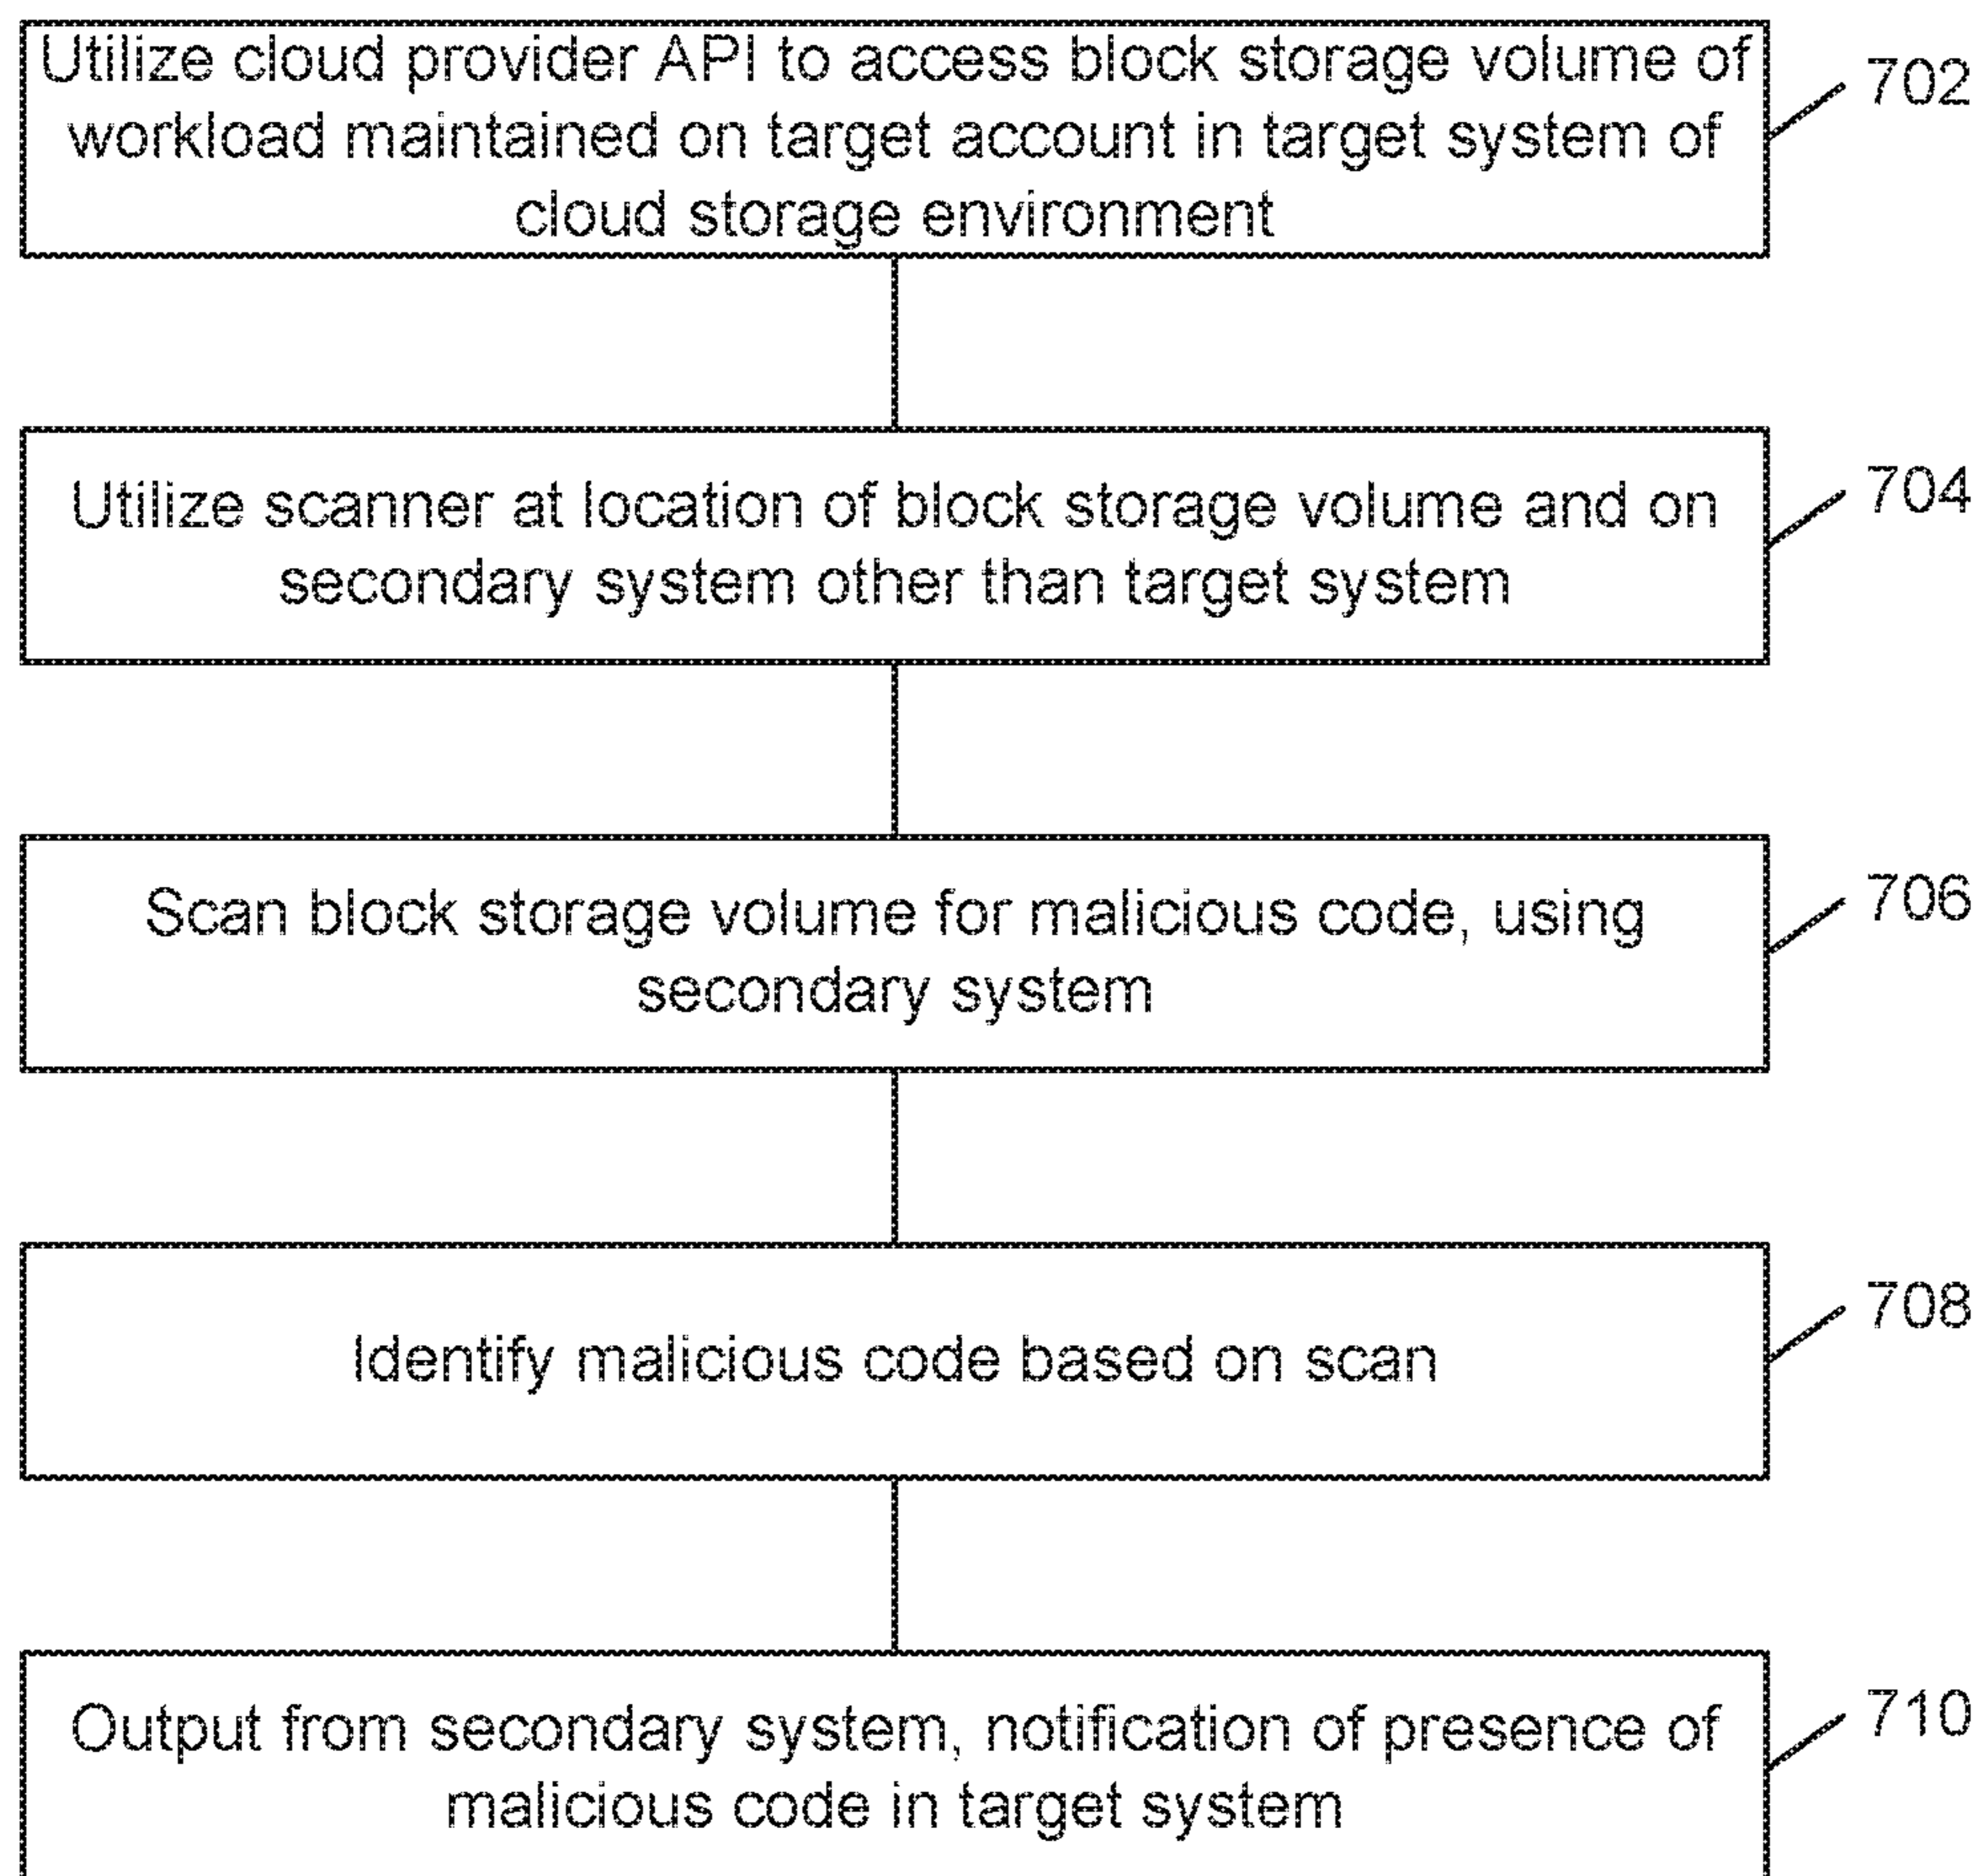 Utilize cloud provider API to access block storage volume of
workload maintained on target account in target system of
cloud storage environment
702
Utilize scanner at location of block storage volume and on
secondary system other than target system
704
Scan block storage volume for malicious code, using
secondary system
706
Identify malicious code based on scan
708
Output from secondary system, notification of presence of
malicious code in target system
710